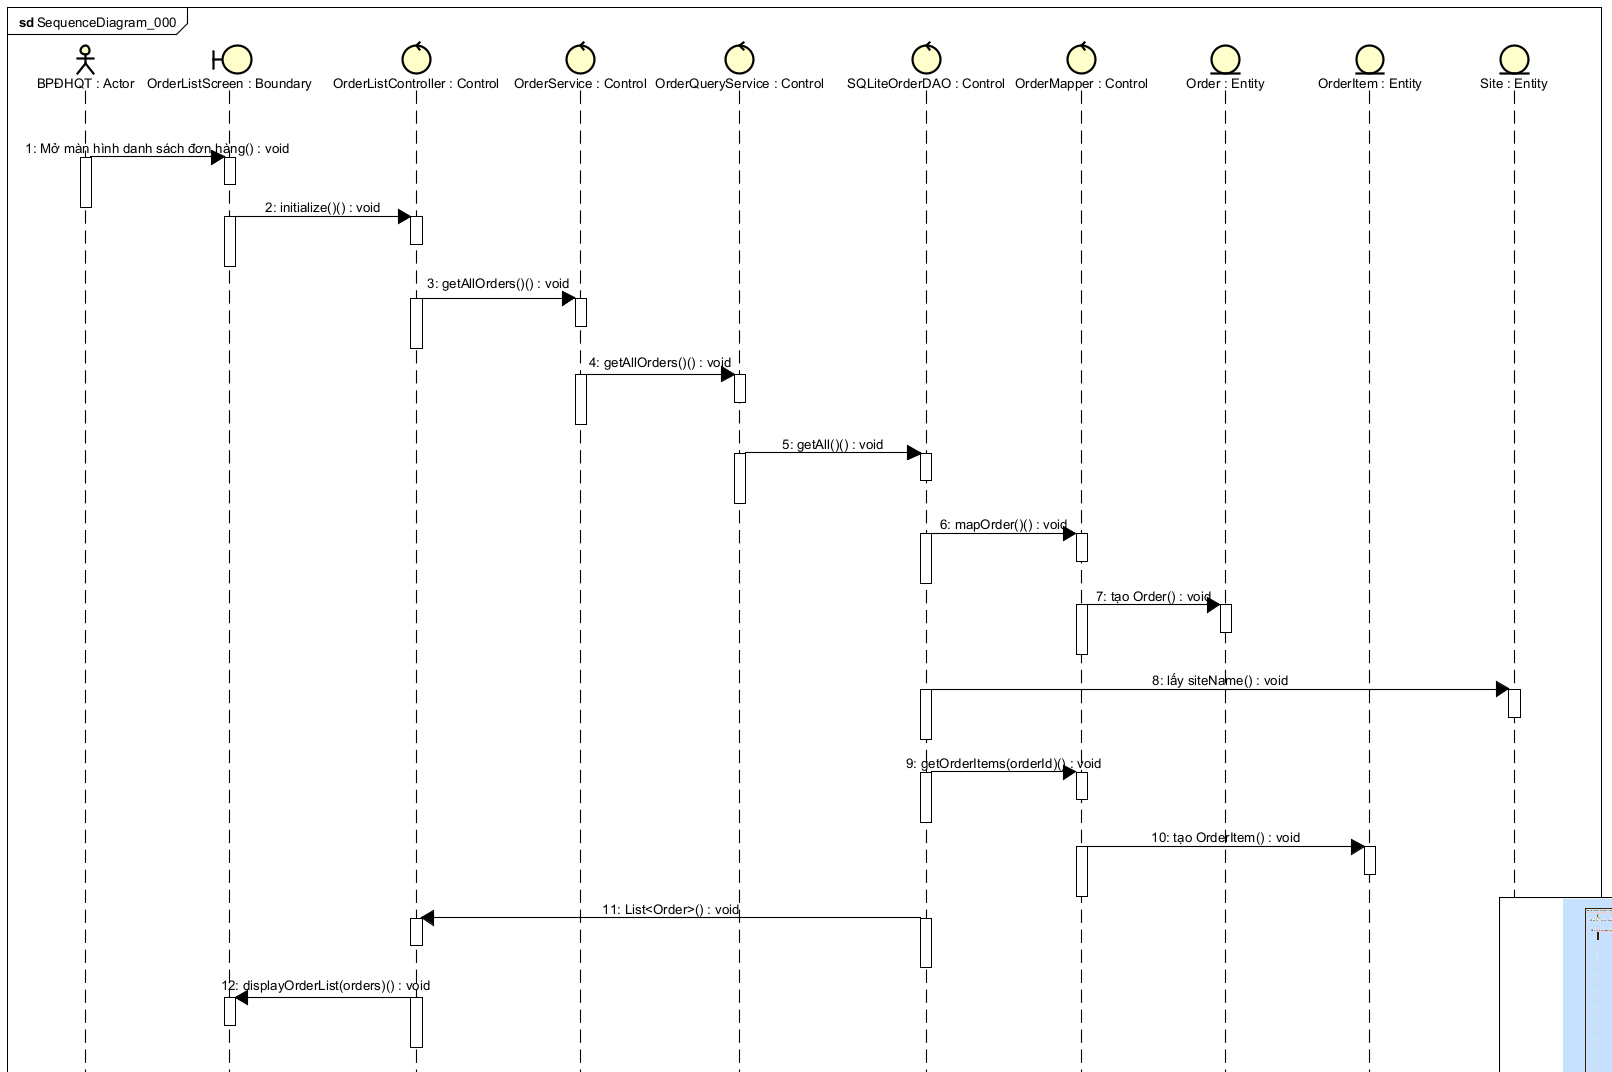 sd SequenceDiagram_000
BPĐHQT : Actor
OrderListScreen : Boundary
OrderListController : Control
OrderService : Control
OrderQueryService : Control
SQLiteOrderDAO : Control
OrderMapper : Control
Order : Entity
OrderItem : Entity
Site : Entity
1: Mở màn hình danh sách đơn hàng() : void
2: initialize()() : void
3: getAllOrders()() : void
4: getAllOrders()() : void
5: getAll()() : void
6: mapOrder()() : void
7: tạo Order() : void
8: lấy siteName() : void
9: getOrderItems(orderId)() : void
10: tạo OrderItem() : void
11: List<Order>() : void
12: displayOrderList(orders)() : void